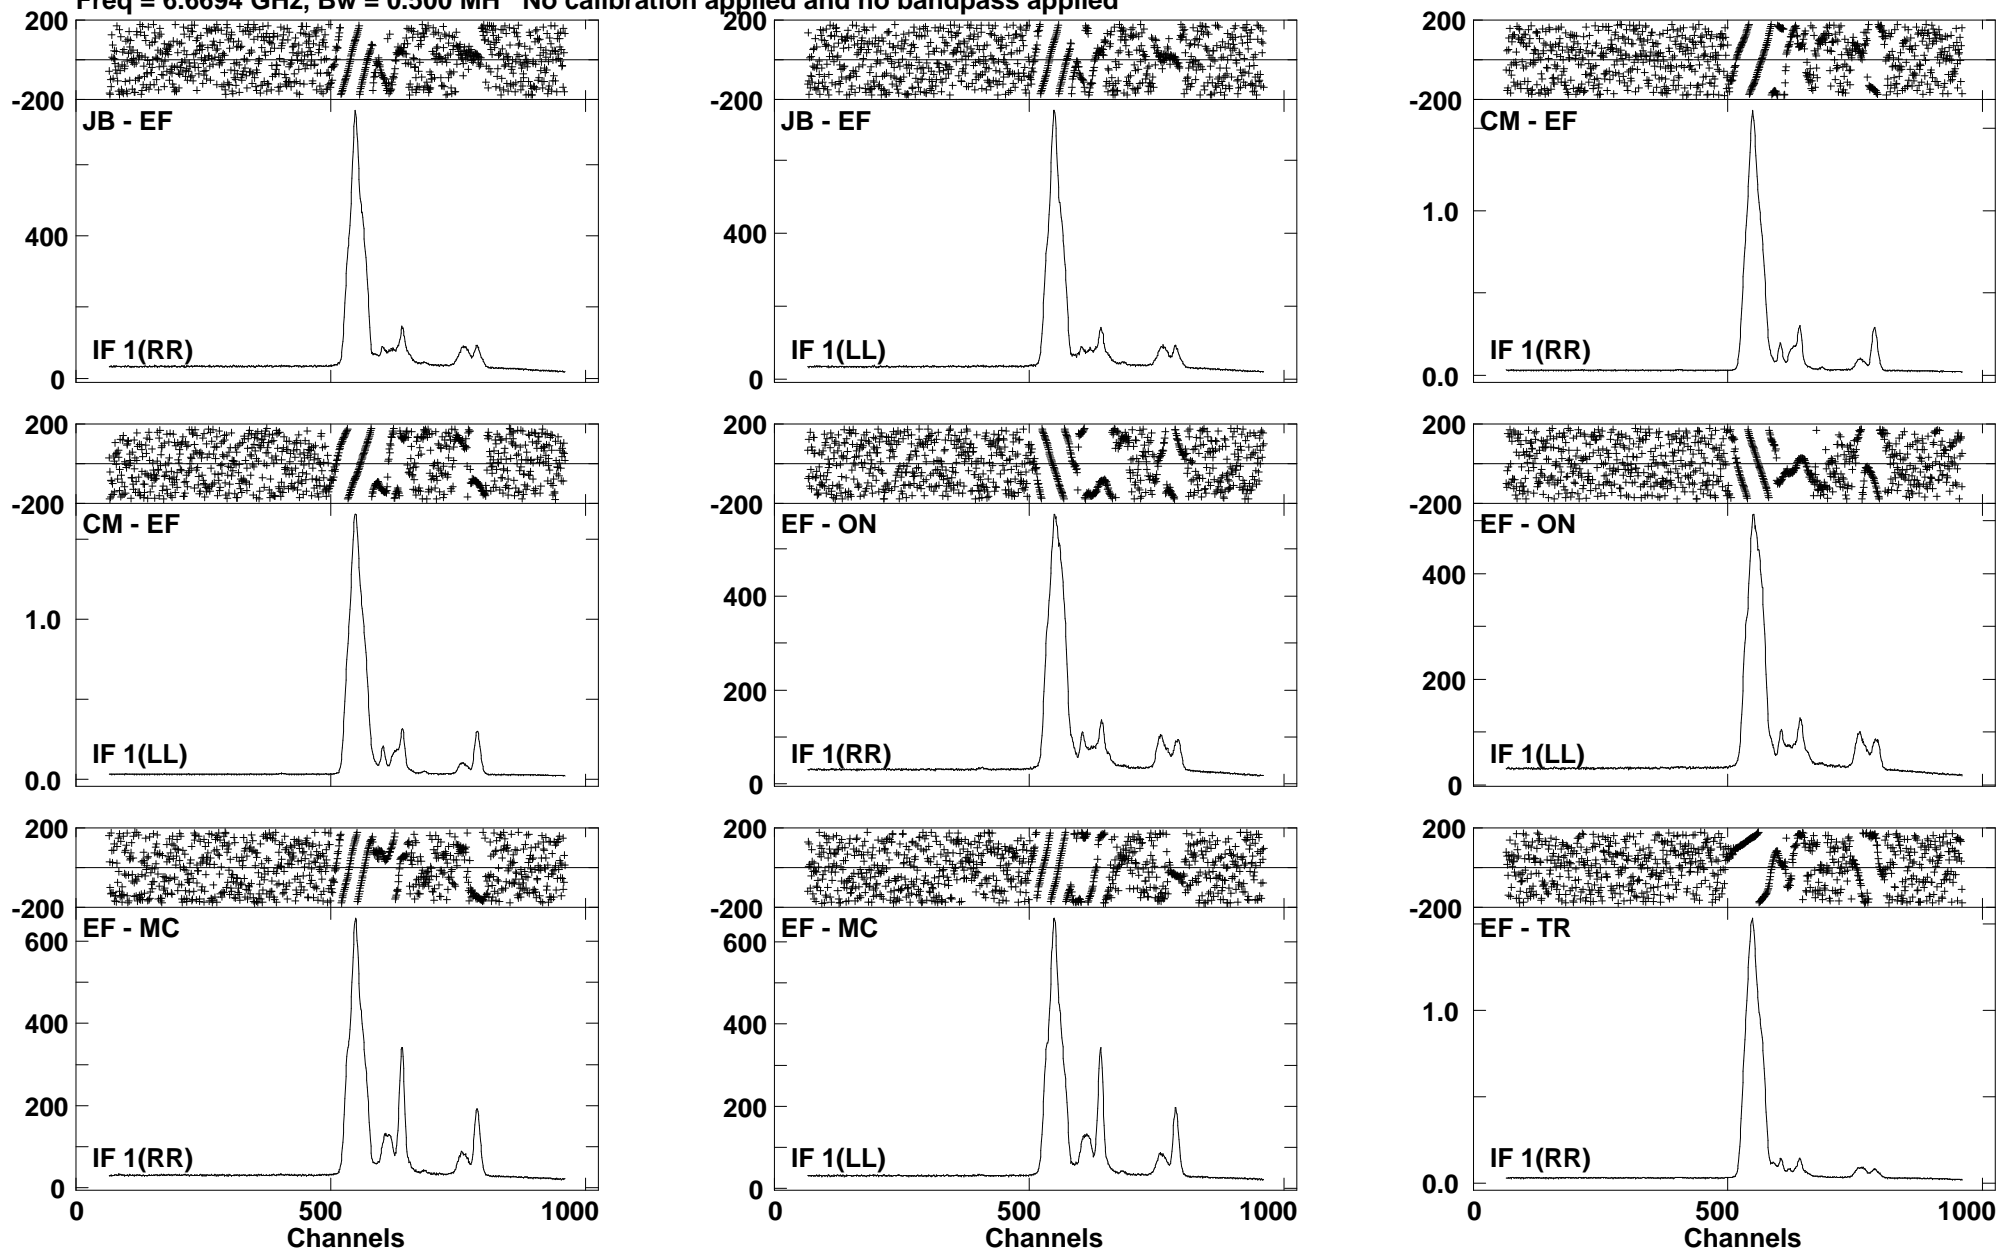 Freq = 6.6694 GHz, Bw = 0.500 MH   No calibration applied and no bandpass applied
200
-200
JB - EF
400
IF 1(RR)
0
200
-200
JB - EF
400
IF 1(LL)
0
200
-200
CM - EF
1.0
IF 1(RR)
0.0
200
-200
CM - EF
1.0
IF 1(LL)
0.0
200
-200
EF - ON
400
200
IF 1(RR)
0
200
-200
EF - ON
400
200
IF 1(LL)
0
200
-200
EF - MC
600
400
200
IF 1(RR)
0
0 500 1000
Channels
200
-200
EF - MC
600
400
200
IF 1(LL)
0
0 500 1000
Channels
200
-200
EF - TR
1.0
IF 1(RR)
0.0
0 500 1000
Channels